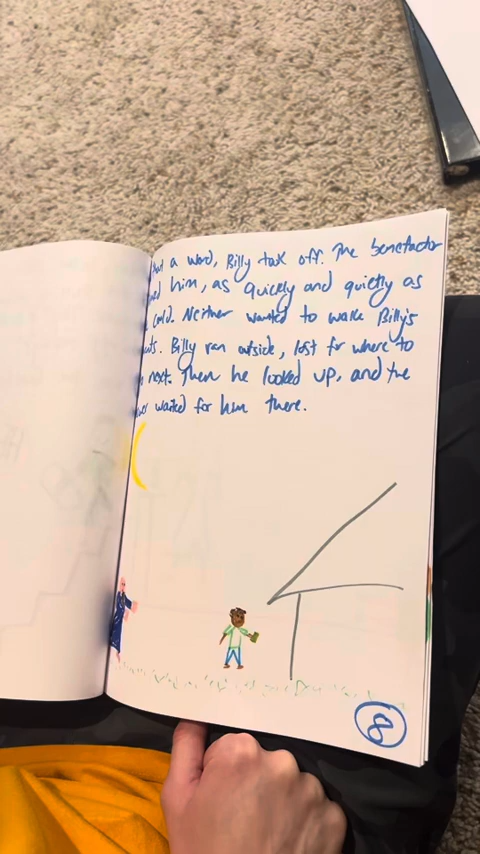 a word, Billy took off. The benefactor
him, as quickly and quietly as
could. Neither wanted to wake Billy's
Billy ran outside, lost for where to
next. Then he looked up, and the
waited for him there.
8